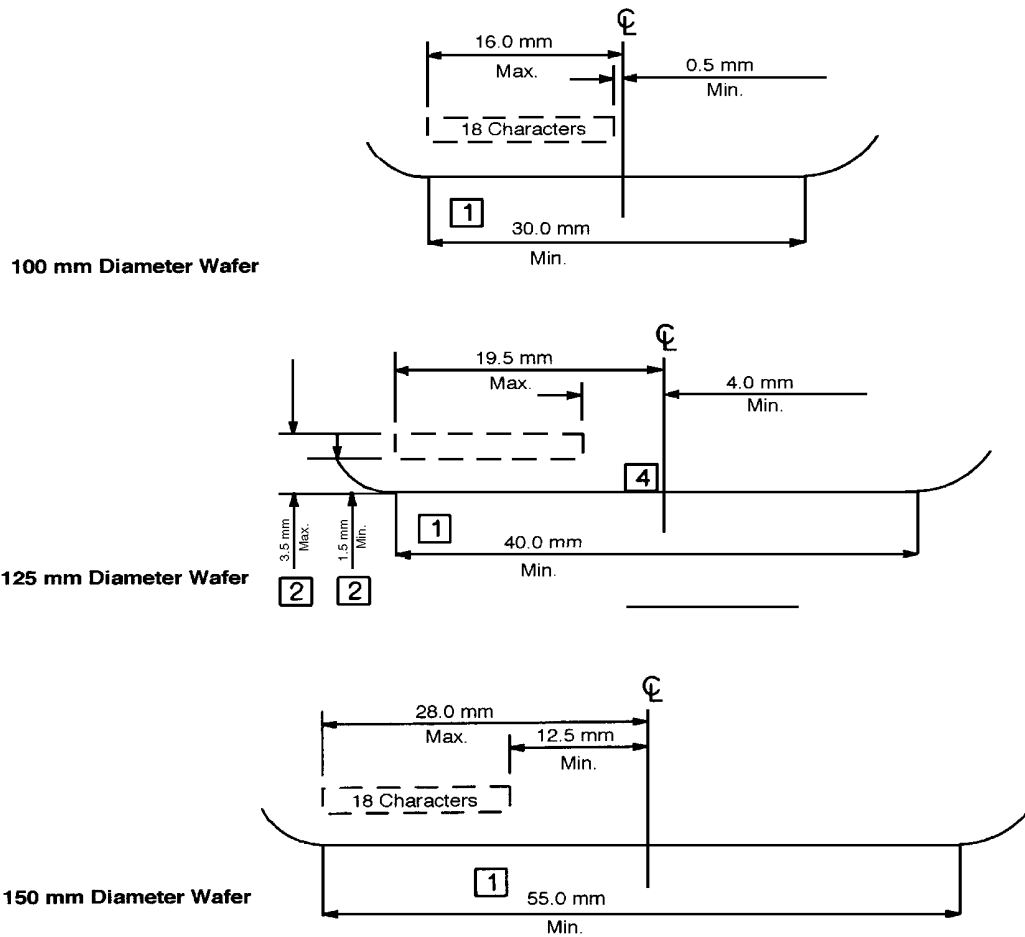 ℄
16.0 mm
Max.
0.5 mm
Min.
18 Characters
1
30.0 mm
Min.
100 mm Diameter Wafer
℄
19.5 mm
Max.
4.0 mm
Min.
4
1
3.5 mm
Max.
1.5 mm
Min.
40.0 mm
Min.
125 mm Diameter Wafer
2
2
℄
28.0 mm
Max.
12.5 mm
Min.
18 Characters
1
150 mm Diameter Wafer
55.0 mm
Min.